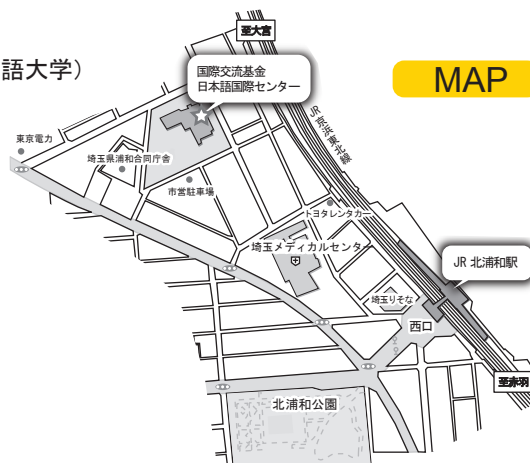 至大宮
語大学）
国際交流基金
日本語国際センター
MAP
JR京浜東北線
東京電力
埼玉県浦和合同庁舎
市営駐車場
トヨタレンタカー
埼玉メディカルセンタ
JR 北浦和駅
埼玉りそな
西口
至赤羽
北浦和公園